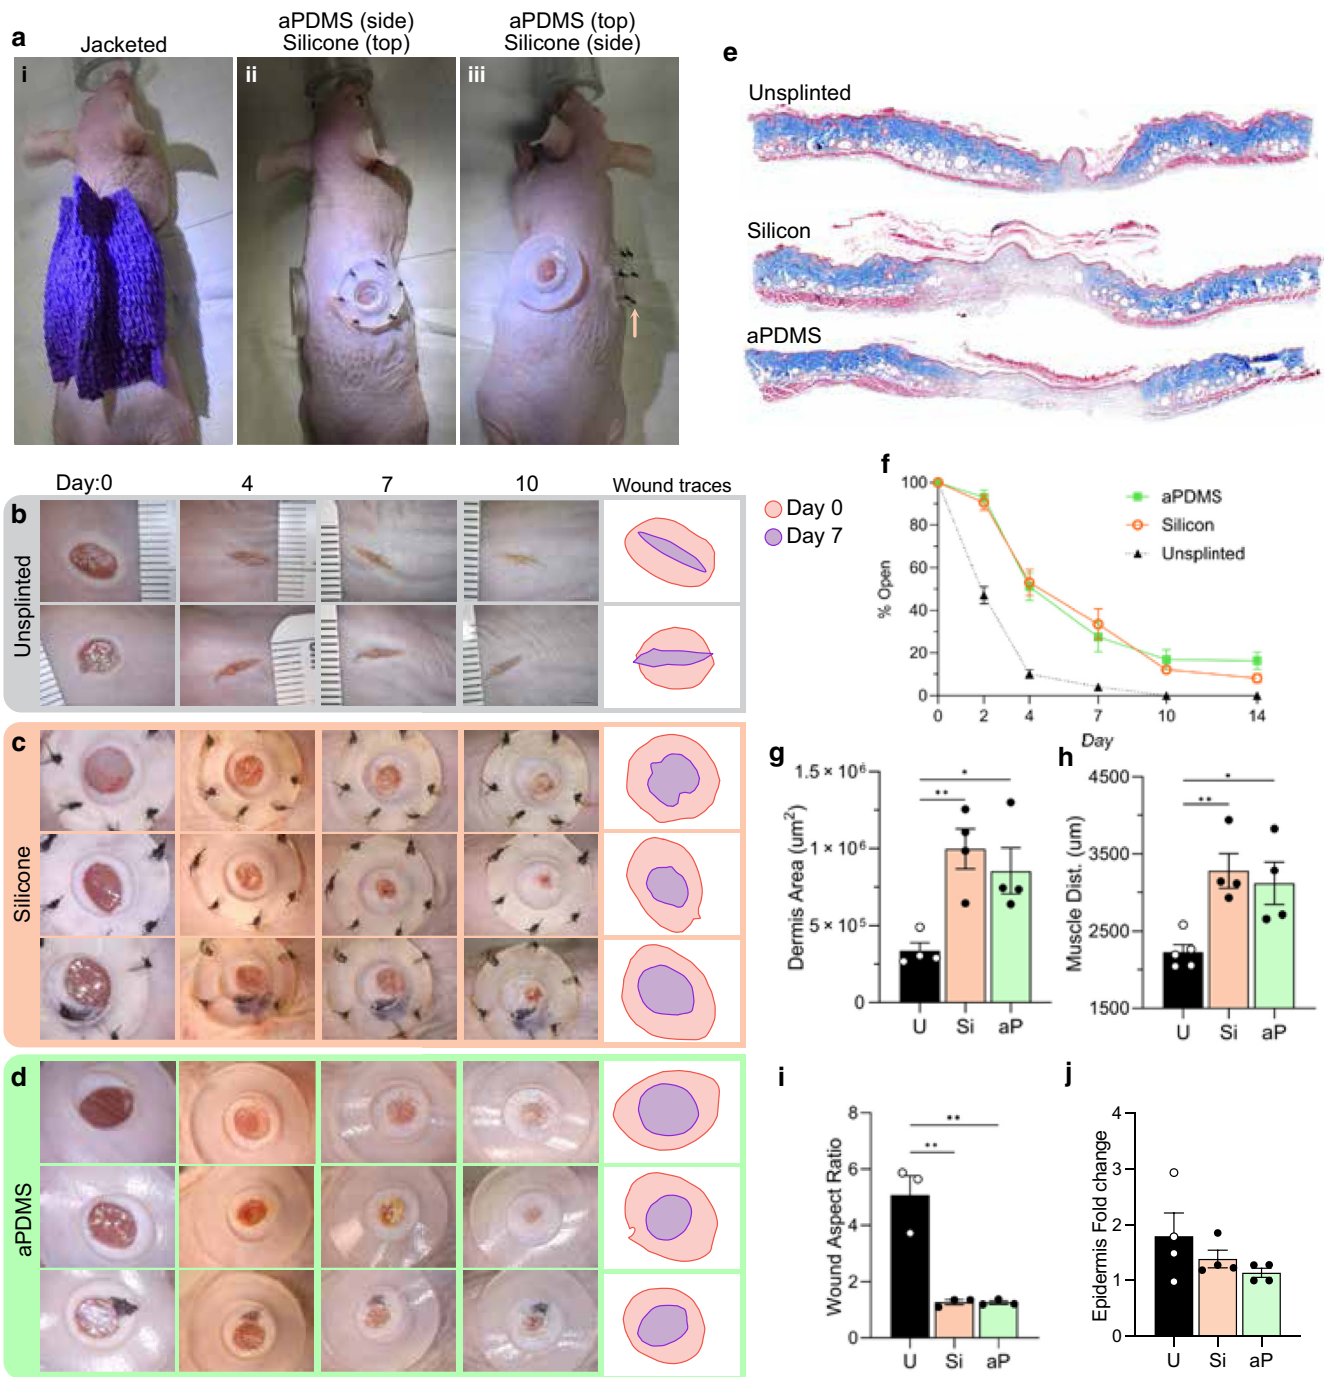 a
Jacketed
aPDMS (side)
Silicone (top)
aPDMS (top)
Silicone (side)
i
ii
iii
e
Unsplinted
Silicon
aPDMS
Day:0
4
7
10
Wound traces
b
Unsplinted
Day 0
Day 7
c
Silicone
d
aPDMS
f
% Open
100
80
60
40
20
0
0
2
4
7
10
14
Day
aPDMS
Silicon
Unsplinted
g
Dermis Area (um²)
1.5 × 10⁶
1 × 10⁶
5 × 10⁵
0
*
**
U
Si
aP
h
Muscle Dist. (um)
4500
3500
2500
1500
*
**
U
Si
aP
i
Wound Aspect Ratio
8
6
4
2
0
**
**
U
Si
aP
j
Epidermis Fold change
4
3
2
1
0
U
Si
aP